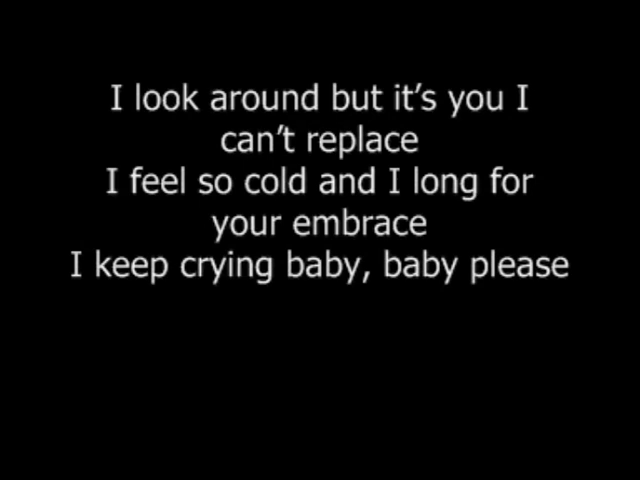 I look around but it’s you I
can’t replace
I feel so cold and I long for
your embrace
I keep crying baby, baby please